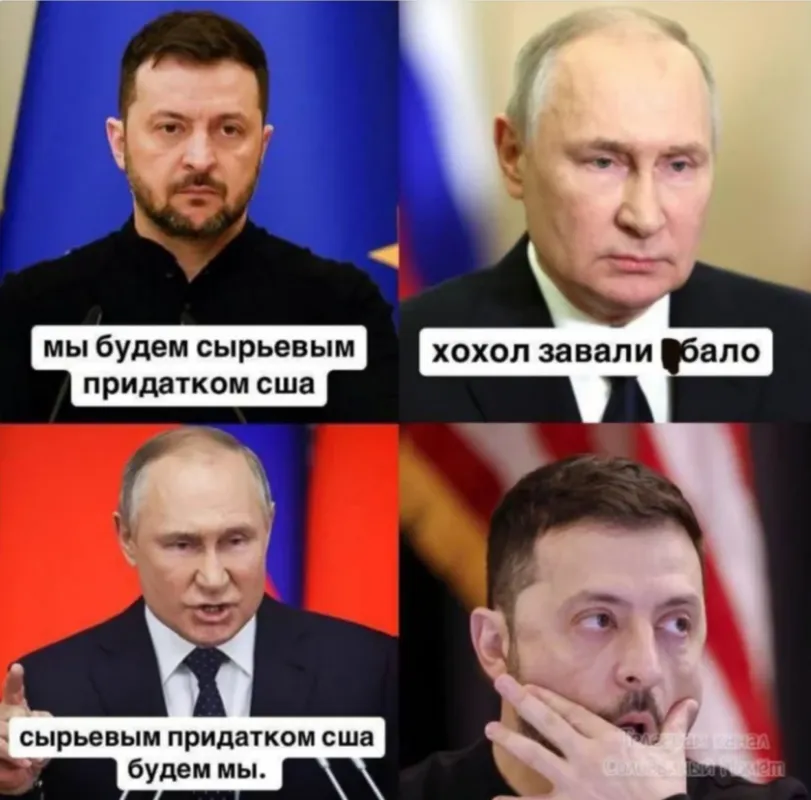 мы будем сырьевым
придатком сша
хохол завали бало
сырьевым придатком сша
будем мы.